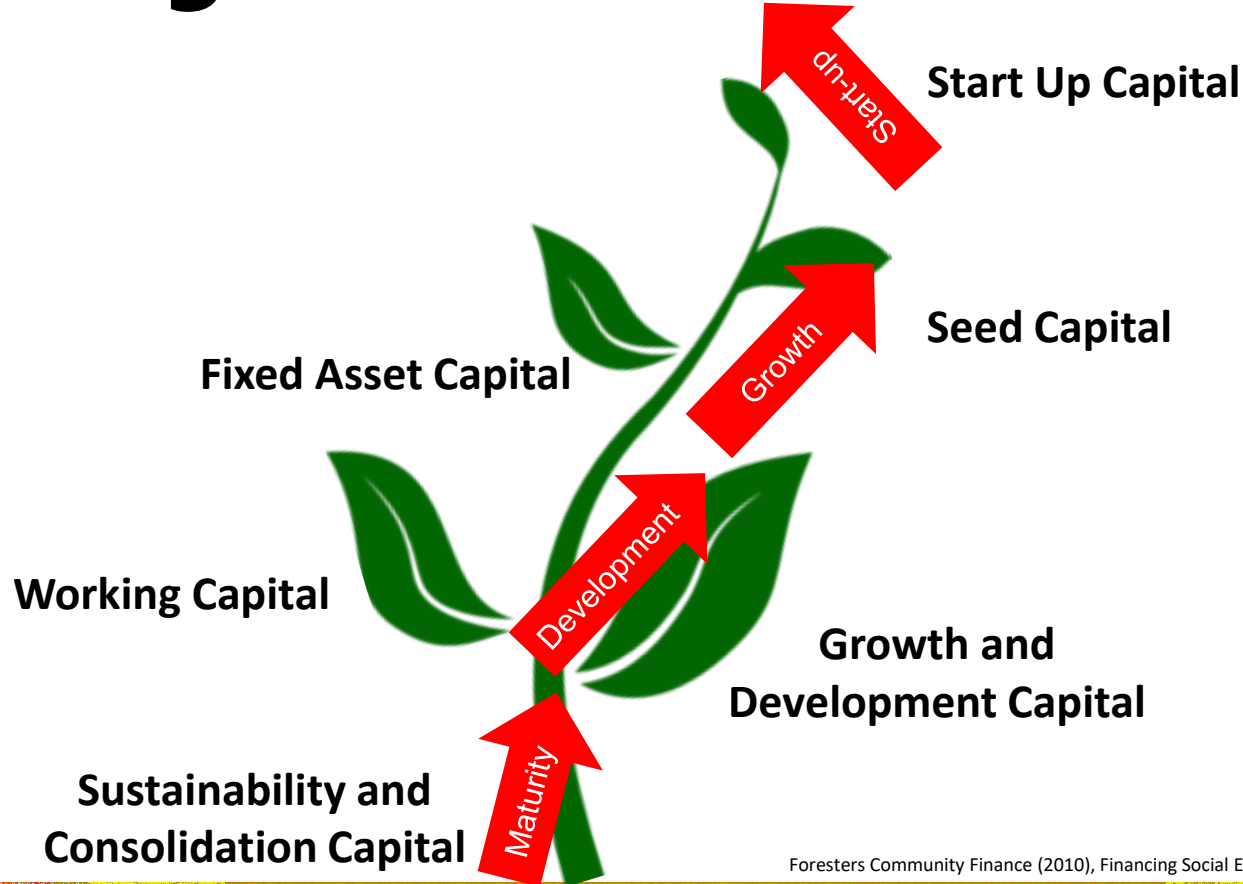 Start-up
Start Up Capital
Growth
Seed Capital
Fixed Asset Capital
Development
Working Capital
Growth and
Development Capital
Maturity
Sustainability and
Consolidation Capital
Foresters Community Finance (2010), Financing Social E